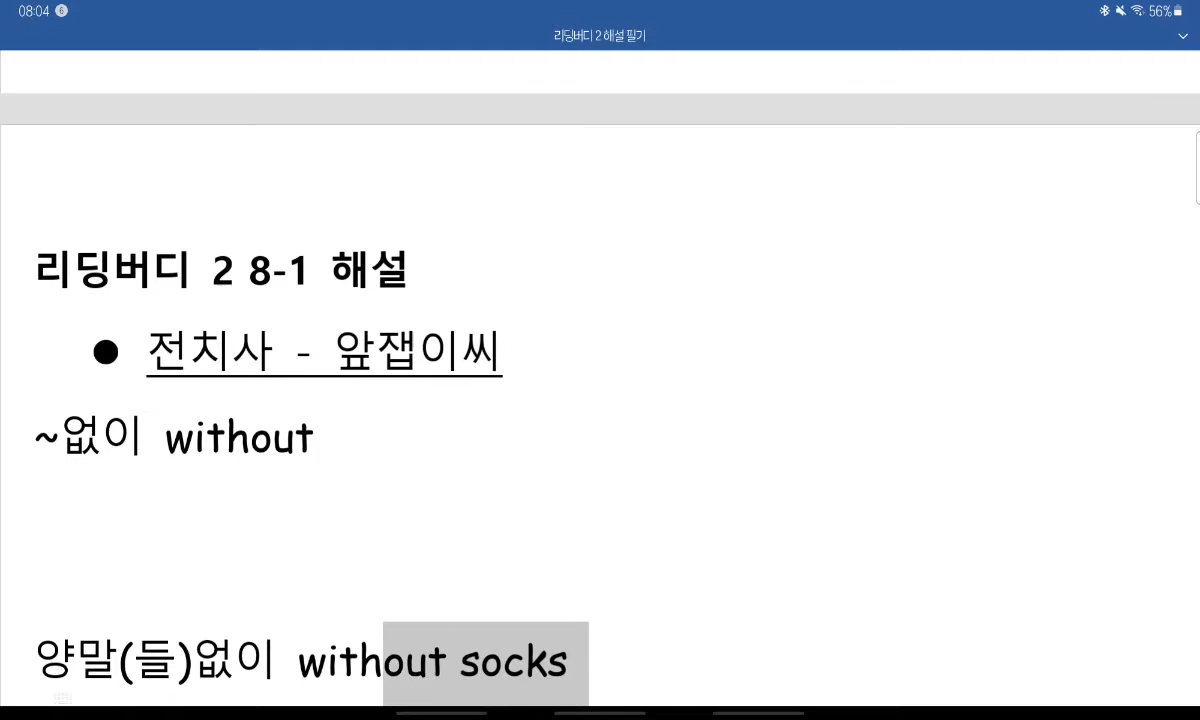 08:04 6 56%
리딩버디 2 해설 필기
리딩버디 2 8-1 해설
● 전치사 - 앞잽이씨
~없이 without
양말(들)없이 without socks